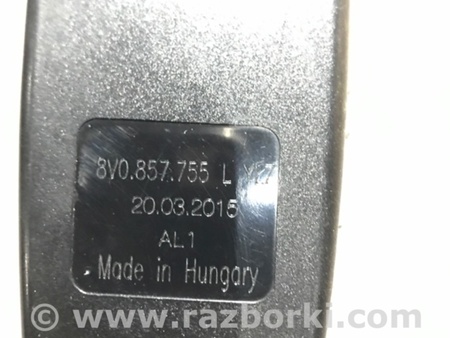 8V0.857.755 L
20.03.2015
AL1
Made in Hungary
© www.razborki.com